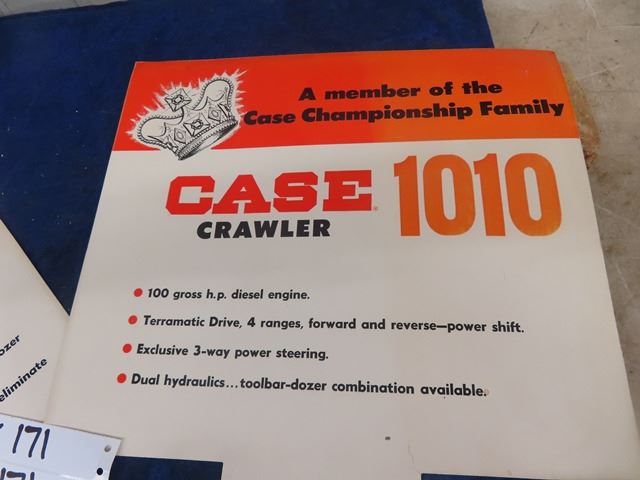 A member of the
Case Championship Family
CASE 1010
CRAWLER
• 100 gross h.p. diesel engine.
• Terramatic Drive, 4 ranges, forward and reverse—power shift.
• Exclusive 3-way power steering.
• Dual hydraulics...toolbar-dozer combination available.
eliminate
171